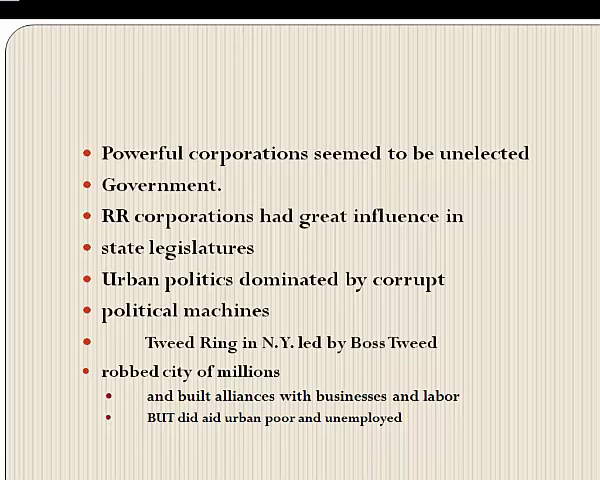 Powerful corporations seemed to be unelected
Government.
RR corporations had great influence in
state legislatures
Urban politics dominated by corrupt
political machines
Tweed Ring in N.Y. led by Boss Tweed
robbed city of millions
and built alliances with businesses and labor
BUT did aid urban poor and unemployed